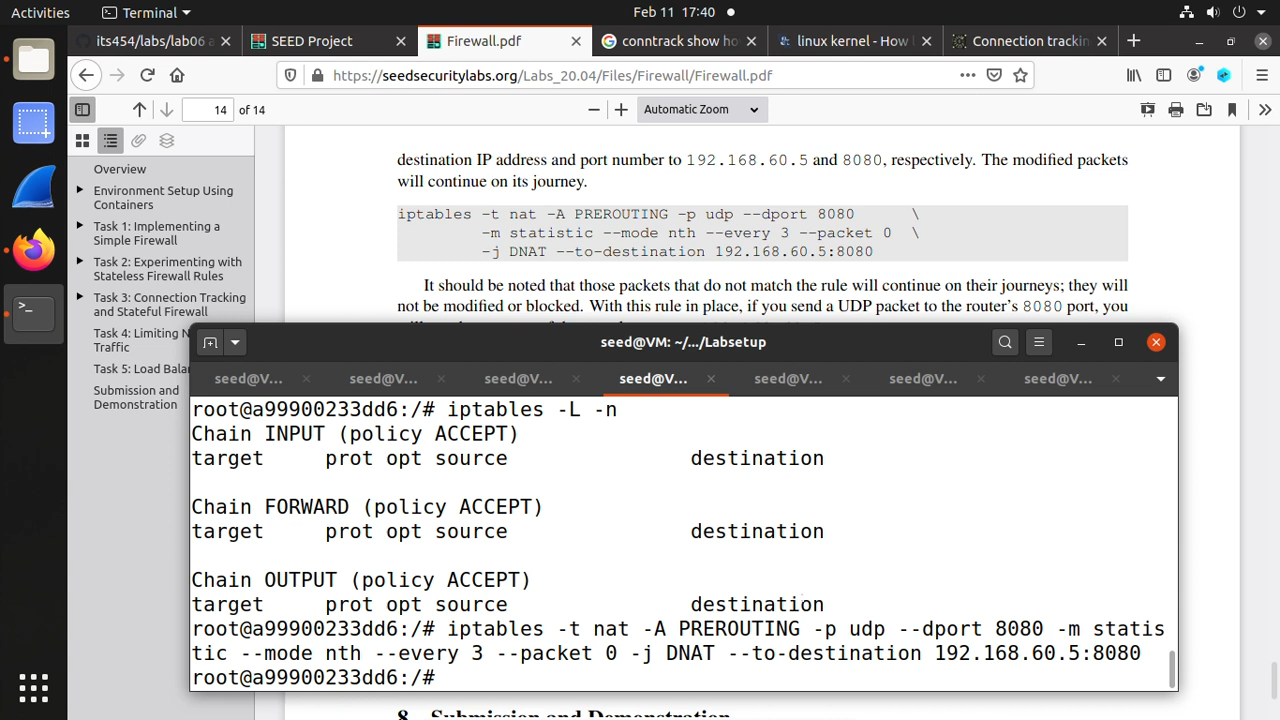 Activities
Terminal
Feb 11 17:40
its454/labs/lab06 a
SEED Project
Firewall.pdf
conntrack show ho
linux kernel - How l
Connection trackin
https://seedsecuritylabs.org/Labs_20.04/Files/Firewall/Firewall.pdf
14 of 14
Automatic Zoom
Overview
Environment Setup Using
Containers
Task 1: Implementing a
Simple Firewall
Task 2: Experimenting with
Stateless Firewall Rules
Task 3: Connection Tracking
and Stateful Firewall
Task 4: Limiting N
Traffic
Task 5: Load Bala
Submission and
Demonstration
destination IP address and port number to 192.168.60.5 and 8080, respectively. The modified packets
will continue on its journey.
iptables -t nat -A PREROUTING -p udp --dport 8080 \
-m statistic --mode nth --every 3 --packet 0 \
-j DNAT --to-destination 192.168.60.5:8080
It should be noted that those packets that do not match the rule will continue on their journeys; they will
not be modified or blocked. With this rule in place, if you send a UDP packet to the router's 8080 port, you
seed@VM: ~/.../Labsetup
seed@V...
seed@V...
seed@V...
seed@V...
seed@V...
seed@V...
seed@V...
root@a99900233dd6:/# iptables -L -n
Chain INPUT (policy ACCEPT)
target prot opt source destination
Chain FORWARD (policy ACCEPT)
target prot opt source destination
Chain OUTPUT (policy ACCEPT)
target prot opt source destination
root@a99900233dd6:/# iptables -t nat -A PREROUTING -p udp --dport 8080 -m statis
tic --mode nth --every 3 --packet 0 -j DNAT --to-destination 192.168.60.5:8080
root@a99900233dd6:/#
8 Submission and Demonstration